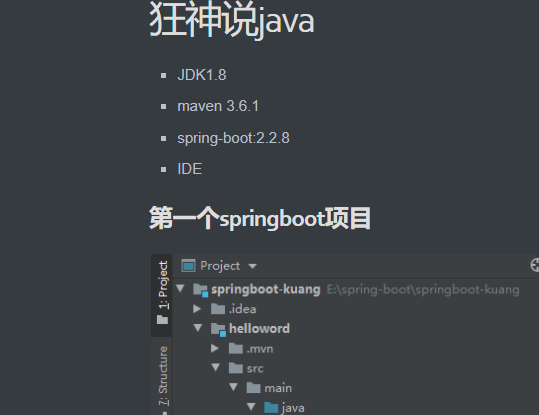 狂神说java
JDK1.8
maven 3.6.1
spring-boot:2.2.8
IDE
第一个springboot项目
1: Project
Project
springboot-kuang E:\spring-boot\springboot-kuang
.idea
helloword
.mvn
src
main
java
7: Structure